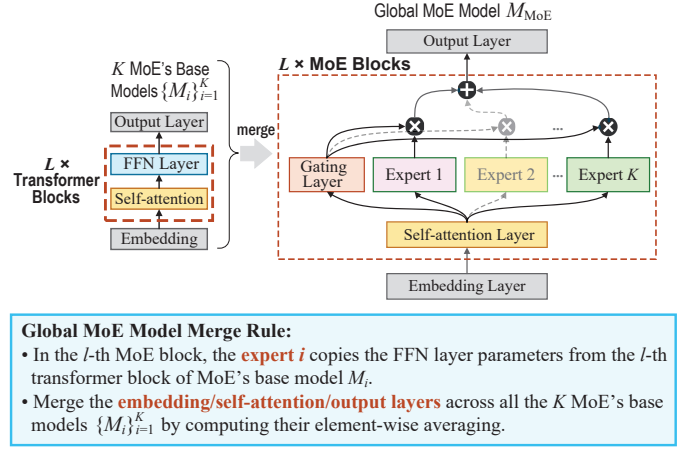 Global MoE Model M_MoE
Output Layer
K MoE's Base
Models {M_i}_{i=1}^K
L × MoE Blocks
Output Layer
merge
L ×
Transformer
Blocks
FFN Layer
Self-attention
Embedding
Gating
Layer
Expert 1
Expert 2
...
Expert K
...
Self-attention Layer
Embedding Layer
Global MoE Model Merge Rule:
• In the l-th MoE block, the expert i copies the FFN layer parameters from the l-th
transformer block of MoE's base model M_i.
• Merge the embedding/self-attention/output layers across all the K MoE's base
models {M_i}_{i=1}^K by computing their element-wise averaging.